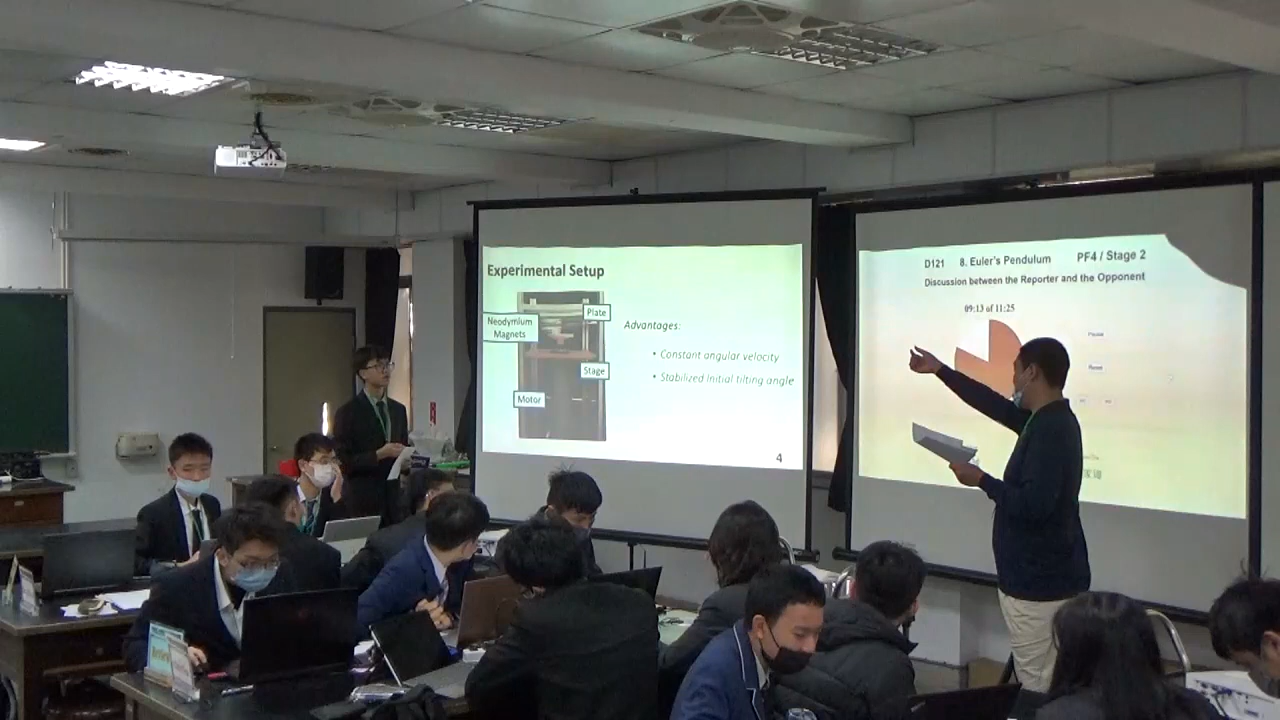 Experimental Setup
Neodymium
Magnets
Plate
Stage
Motor
Advantages:
• Constant angular velocity
• Stabilized Initial tilting angle
4
D121 8. Euler's Pendulum PF4 / Stage 2
Discussion between the Reporter and the Opponent
09:13 of 11:25
Reset